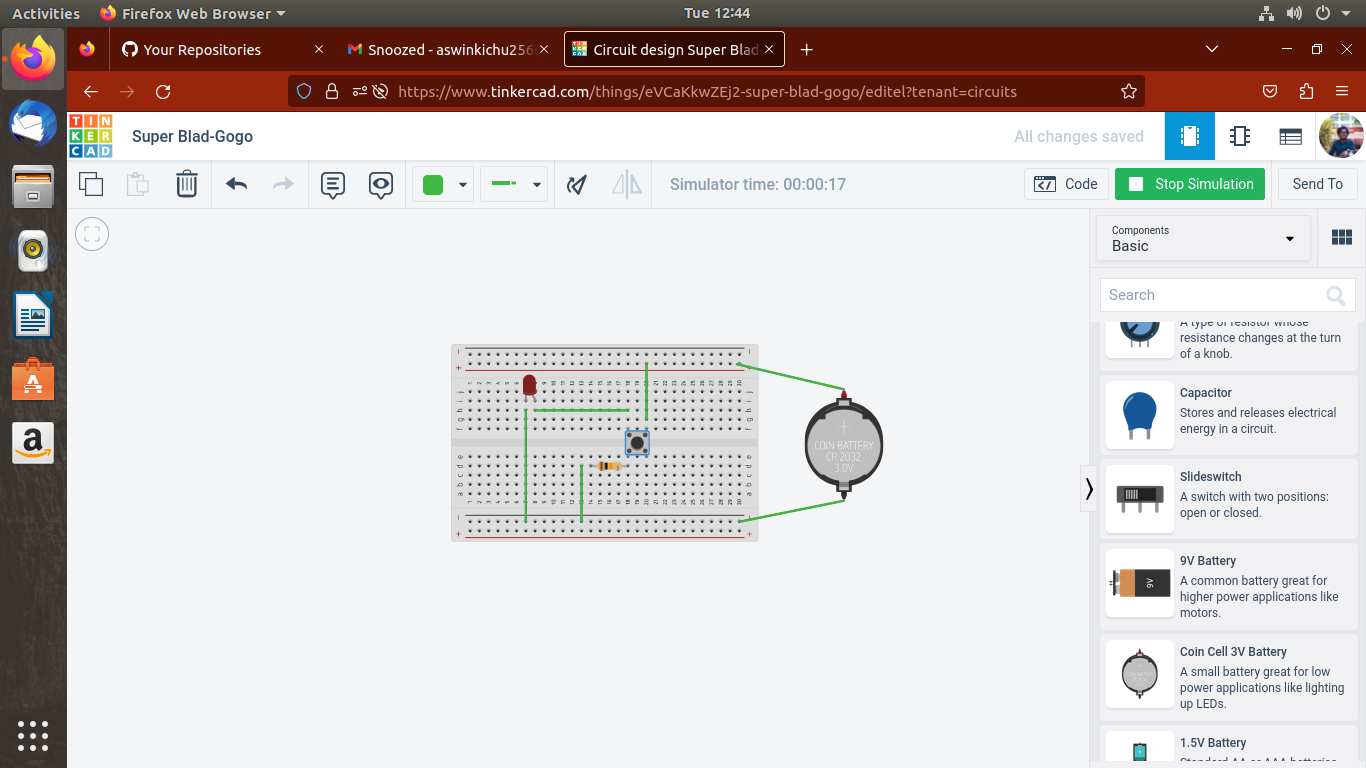 Activities Firefox Web Browser Tue 12:44
Your Repositories Snoozed - aswinkichu256 Circuit design Super Blad
https://www.tinkercad.com/things/eVCaKkwZEj2-super-blad-gogo/editel?tenant=circuits
TIN
KER
CAD
Super Blad-Gogo All changes saved
Simulator time: 00:00:17 Code Stop Simulation Send To
Components
Basic
Search
A type of resistor whose
resistance changes at the turn
of a knob.
Capacitor
Stores and releases electrical
energy in a circuit.
Slideswitch
A switch with two positions:
open or closed.
9V Battery
A common battery great for
higher power applications like
motors.
9V
Coin Cell 3V Battery
A small battery great for low
power applications like lighting
up LEDs.
1.5V Battery
COIN BATTERY
CR 2032
3.0V